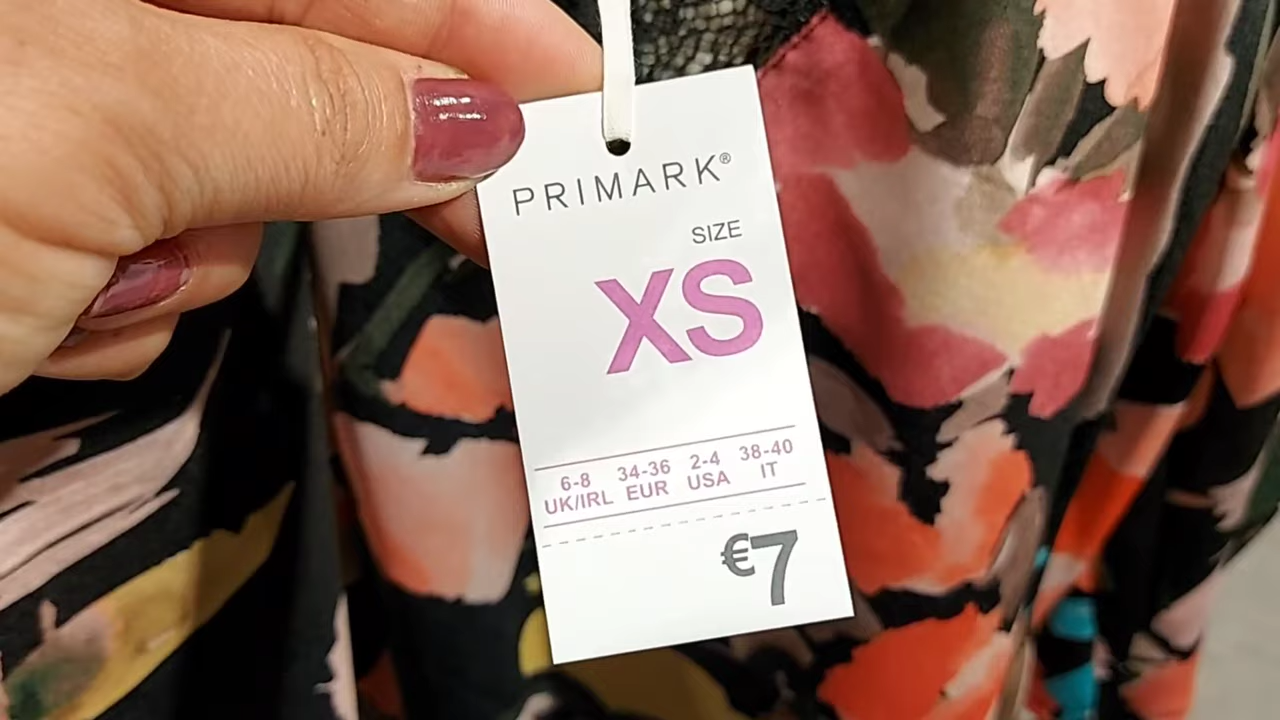 PRIMARK®
SIZE
XS
6-8 34-36 2-4 38-40
UK/IRL EUR USA IT
€7